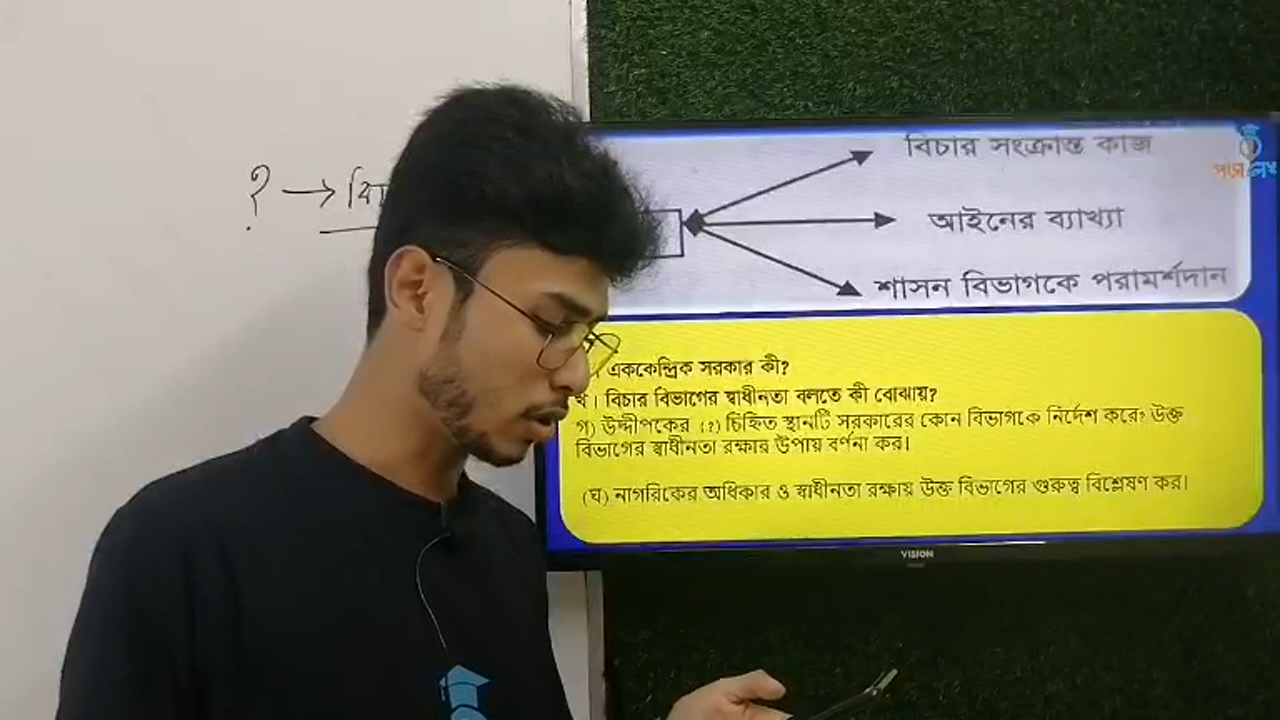 ? → বি
বিচার সংক্রান্ত কাজ
আইনের ব্যাখ্যা
শাসন বিভাগকে পরামর্শদান
এককেন্দ্রিক সরকার কী?
খ। বিচার বিভাগের স্বাধীনতা বলতে কী বোঝায়?
গ) উদ্দীপকের (?) চিহ্নিত স্থানটি সরকারের কোন বিভাগকে নির্দেশ করে? উক্ত
বিভাগের স্বাধীনতা রক্ষার উপায় বর্ণনা কর।
(ঘ) নাগরিকের অধিকার ও স্বাধীনতা রক্ষায় উক্ত বিভাগের গুরুত্ব বিশ্লেষণ কর।
VISION